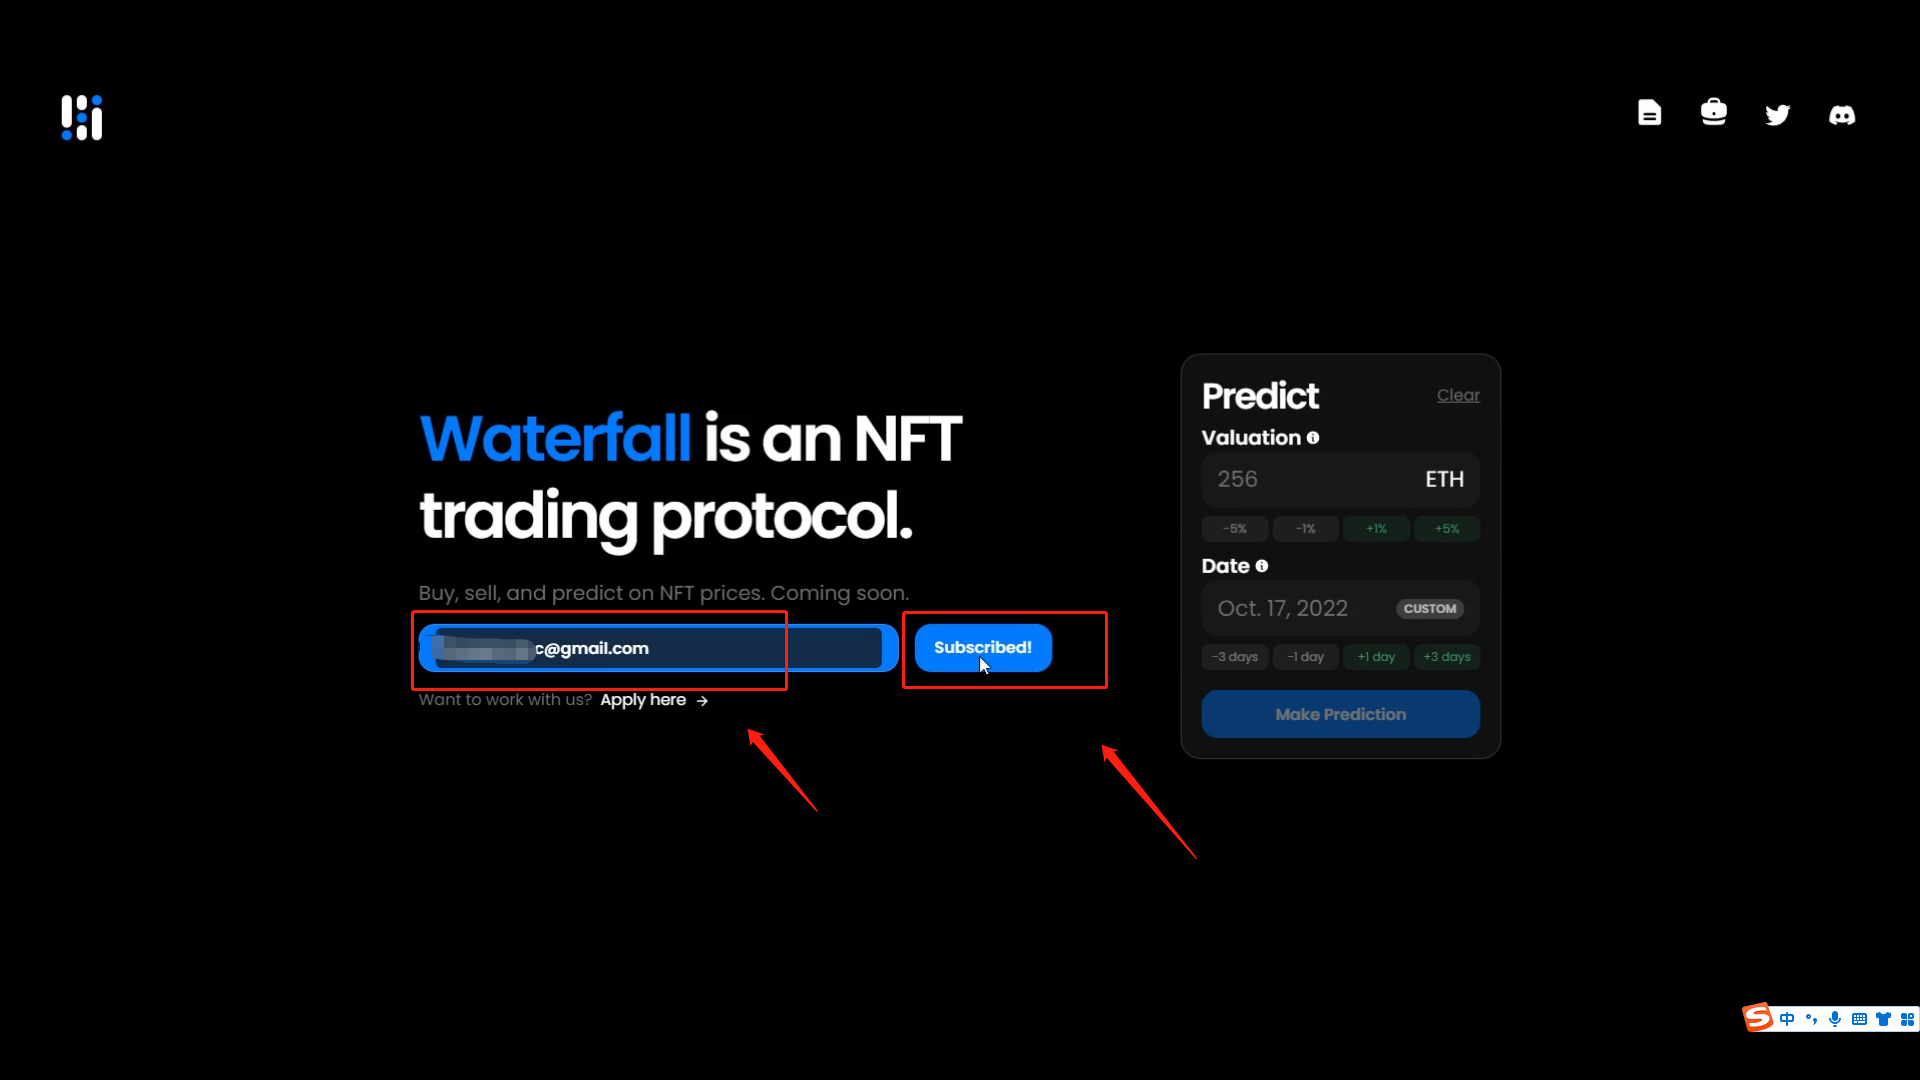 Waterfall is an NFT
trading protocol.
Buy, sell, and predict on NFT prices. Coming soon.
c@gmail.com
Subscribed!
Want to work with us? Apply here →
Predict
Clear
Valuation
256 ETH
-5% -1% +1% +5%
Date
Oct. 17, 2022 CUSTOM
-3 days -1 day +1 day +3 days
Make Prediction
S 中